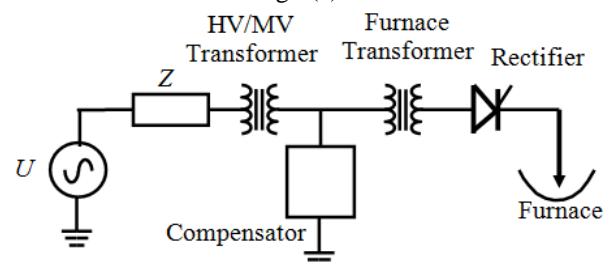 HV/MV
Transformer
Furnace
Transformer
Rectifier
Z
U
Compensator
Furnace